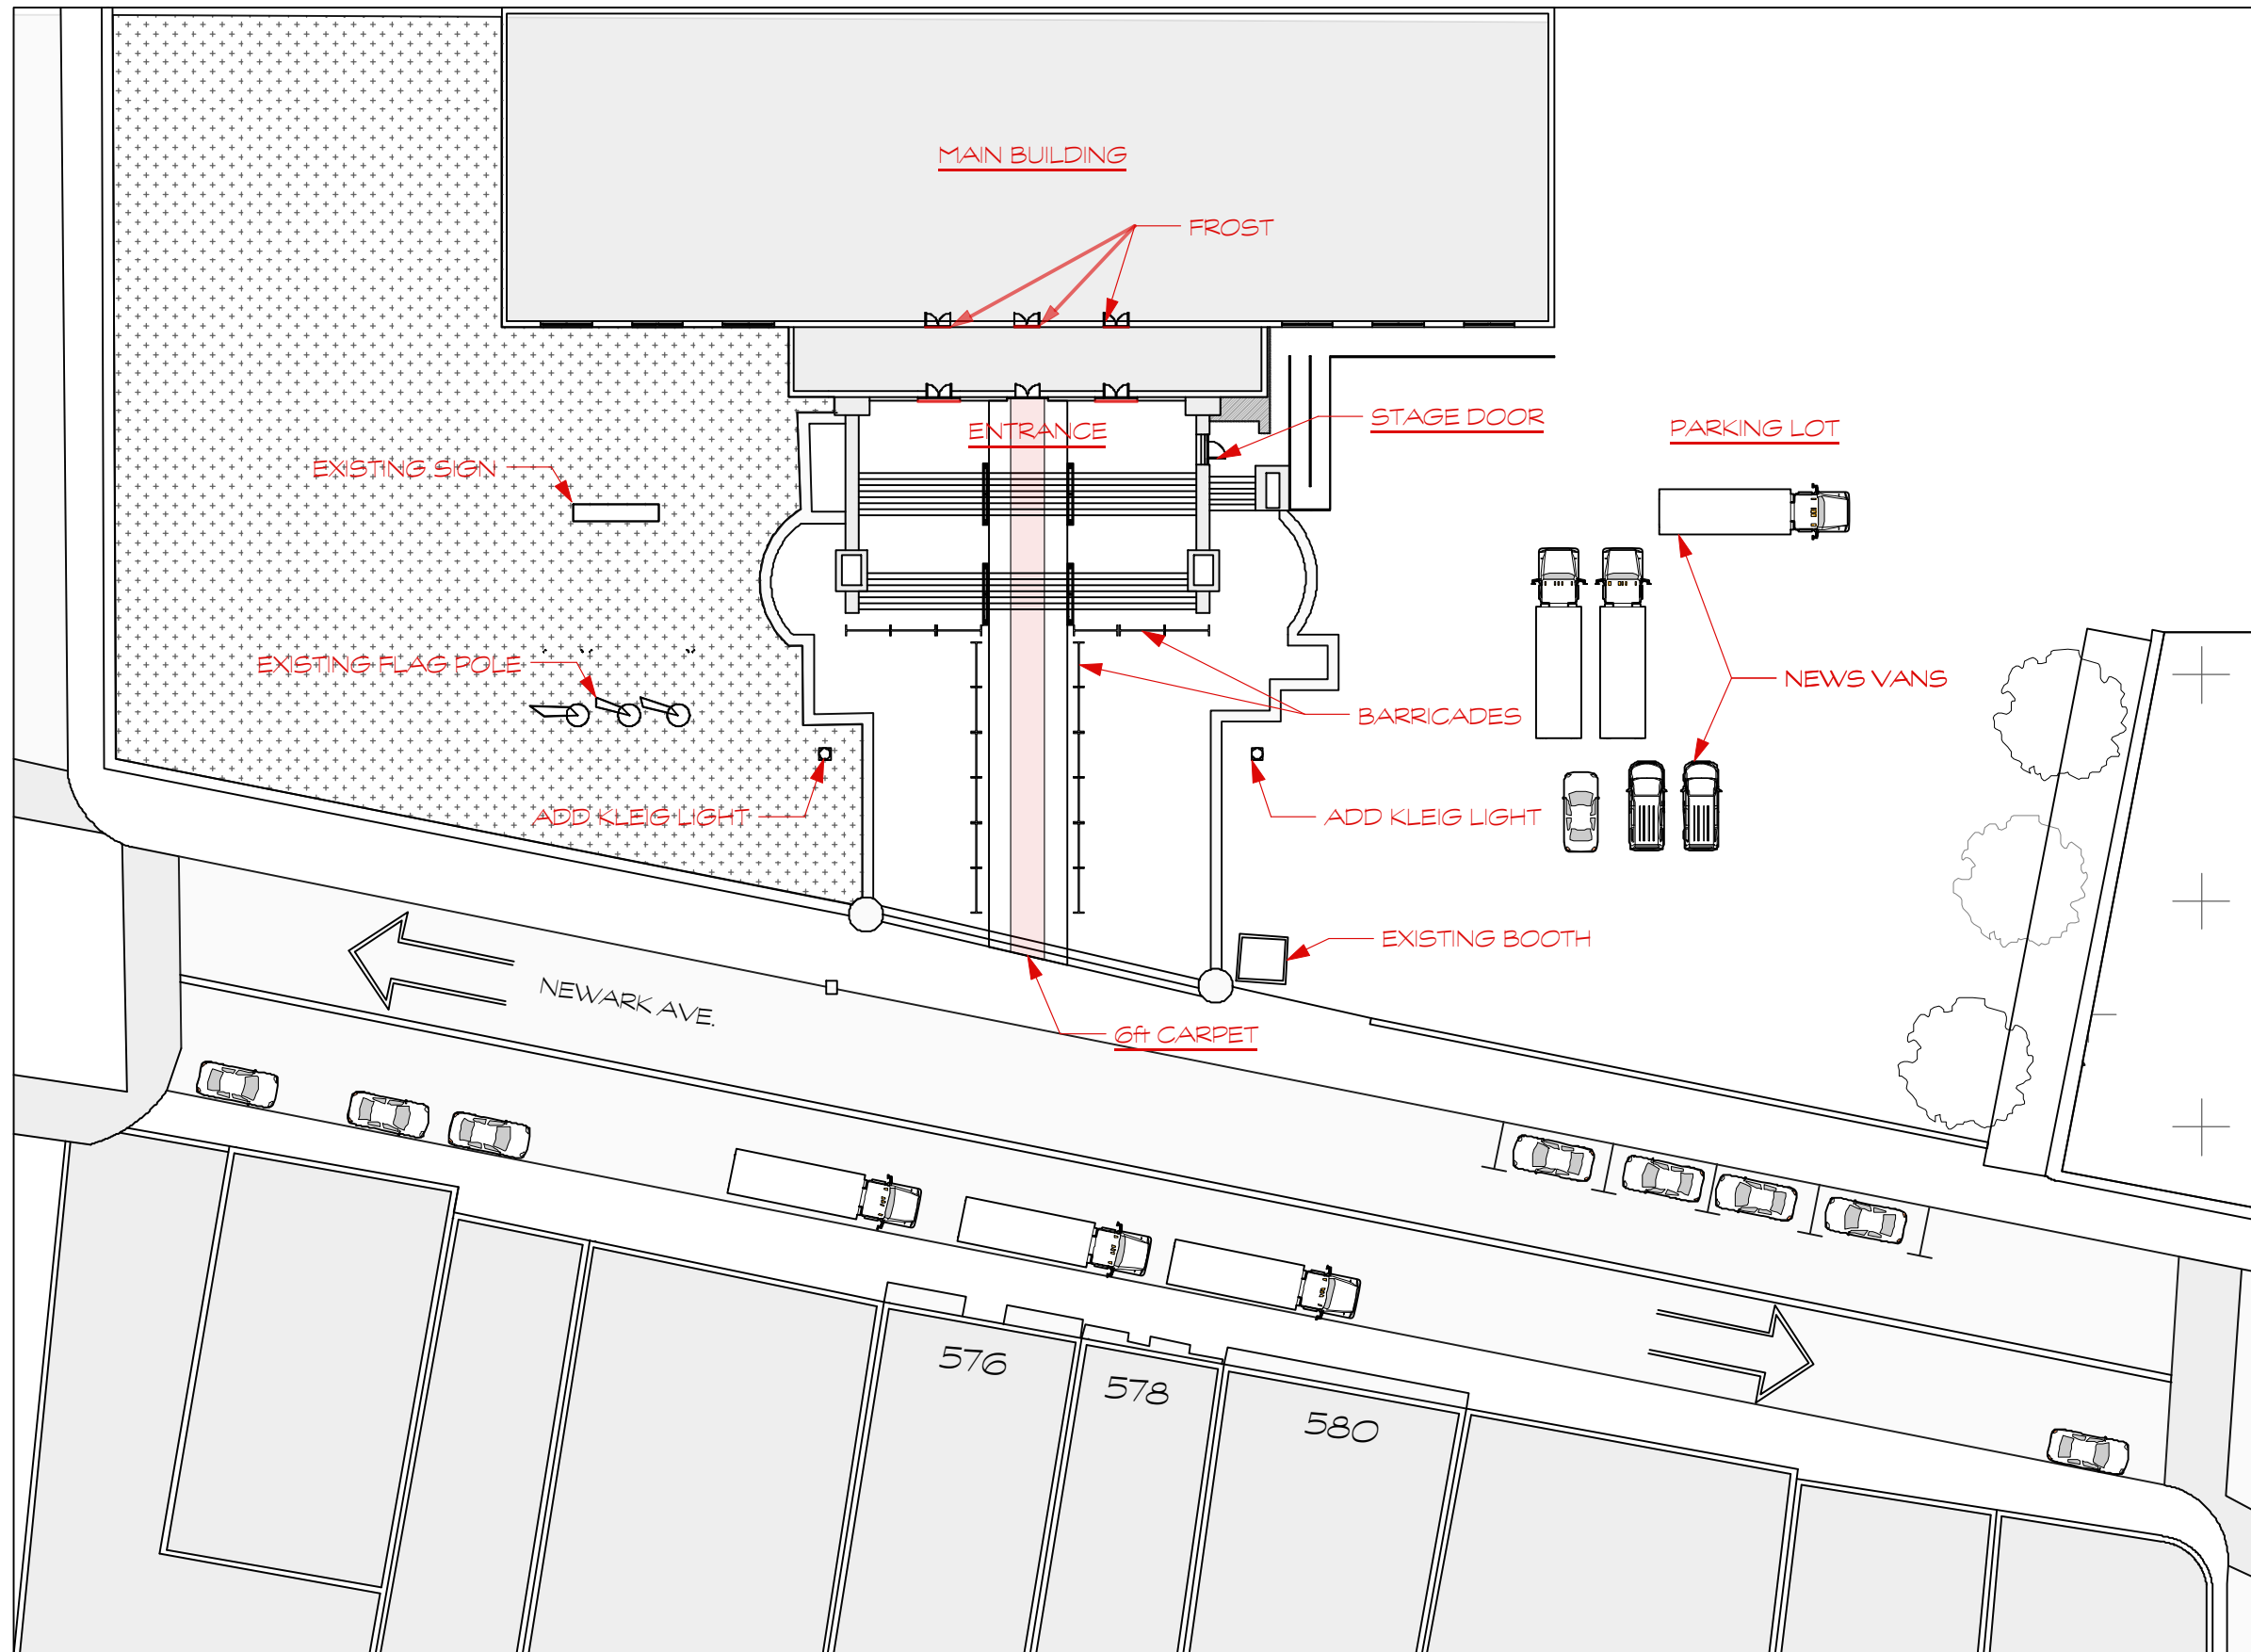 MAIN BUILDING
FROST
STAGE DOOR
PARKING LOT
ENTRANCE
EXISTING SIGN
EXISTING FLAG POLE
NEWS VANS
BARRICADES
ADD KLEIG LIGHT
ADD KLEIG LIGHT
EXISTING BOOTH
NEWARK AVE.
6ft CARPET
576
578
580